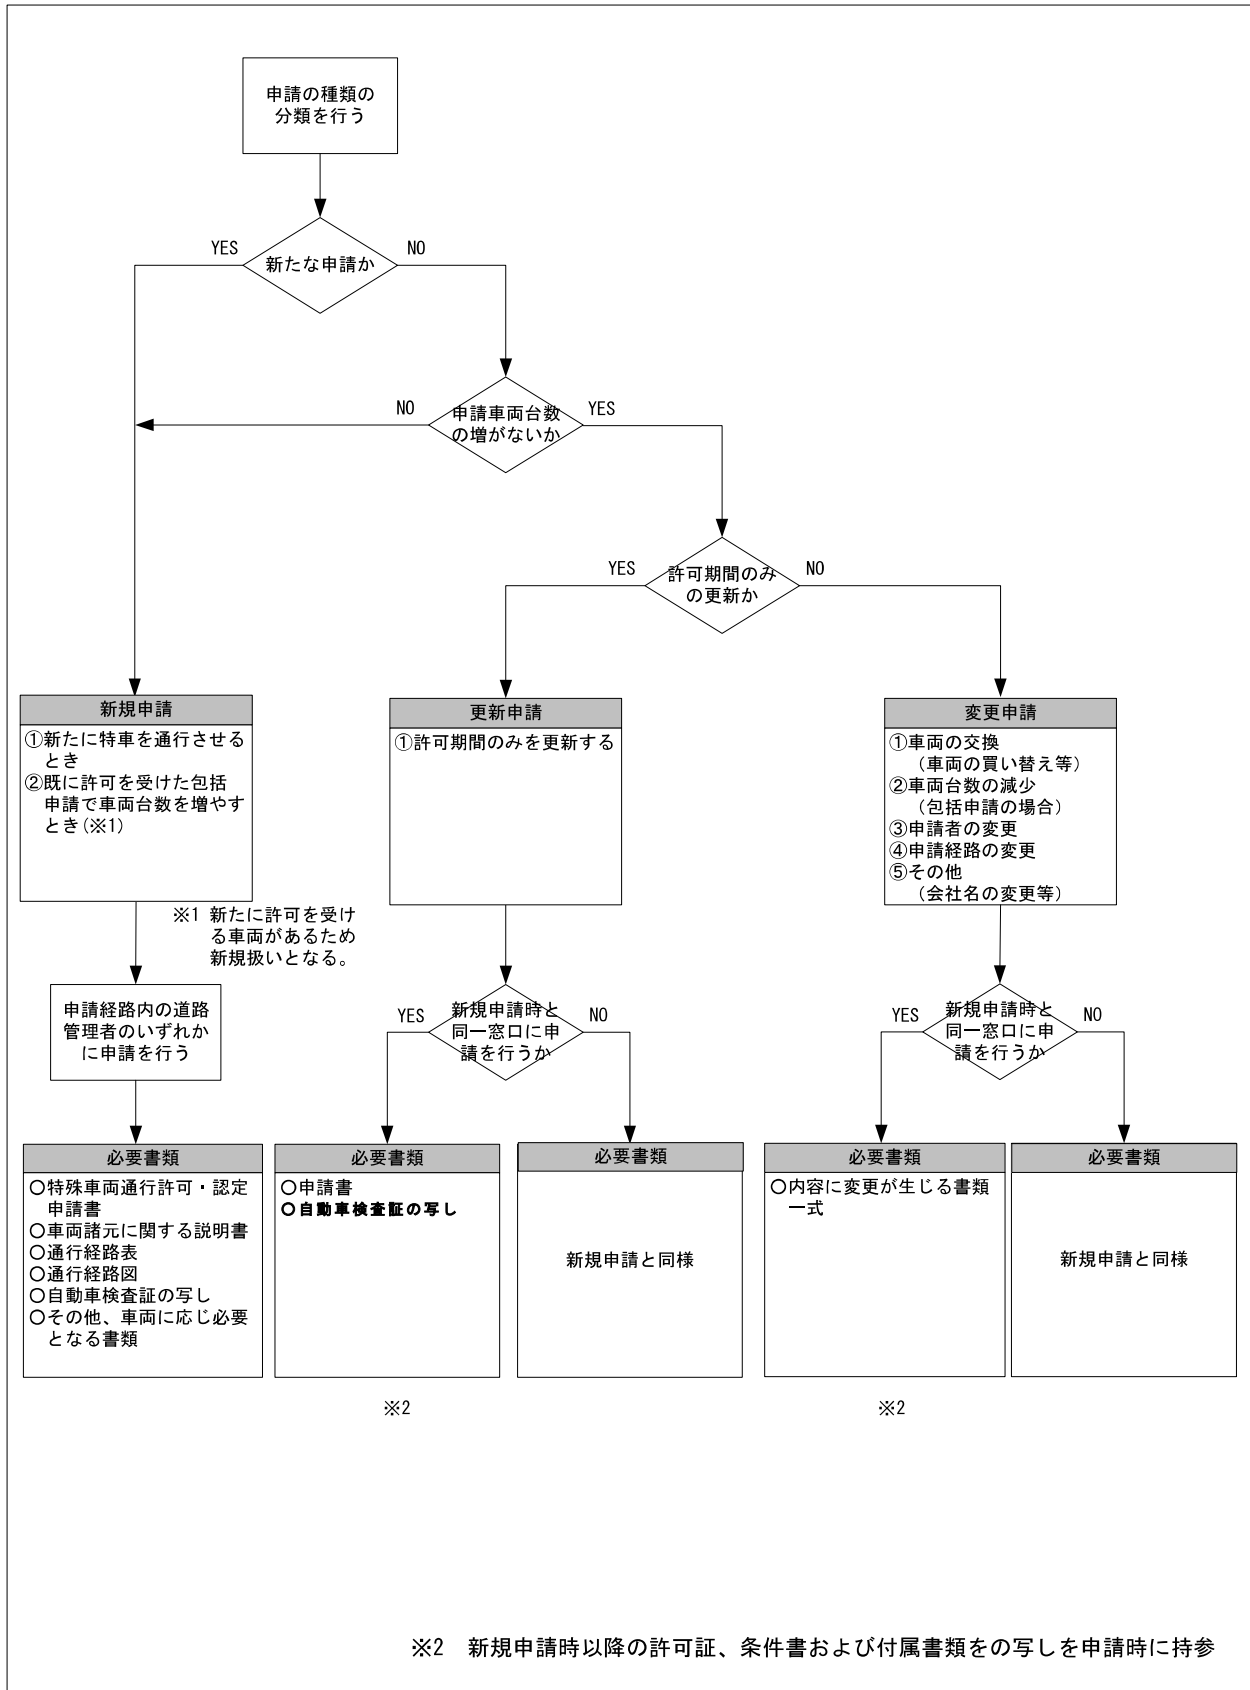 申請の種類の
分類を行う
YES
新たな申請か
NO
NO
申請車両台数
の増がないか
YES
YES
許可期間のみ
の更新か
NO
新規申請
①新たに特車を通行させる
とき
②既に許可を受けた包括
申請で車両台数を増やす
とき(※1)
更新申請
①許可期間のみを更新する
変更申請
①車両の交換
（車両の買い替え等）
②車両台数の減少
（包括申請の場合）
③申請者の変更
④申請経路の変更
⑤その他
（会社名の変更等）
※1 新たに許可を受け
る車両があるため
新規扱いとなる。
申請経路内の道路
管理者のいずれか
に申請を行う
YES
新規申請時と
同一窓口に申
請を行うか
NO
YES
新規申請時と
同一窓口に申
請を行うか
NO
必要書類
○特殊車両通行許可・認定
申請書
○車両諸元に関する説明書
○通行経路表
○通行経路図
○自動車検査証の写し
○その他、車両に応じ必要
となる書類
必要書類
○申請書
○自動車検査証の写し
必要書類
新規申請と同様
必要書類
○内容に変更が生じる書類
一式
必要書類
新規申請と同様
※2
※2
※2　新規申請時以降の許可証、条件書および付属書類をの写しを申請時に持参